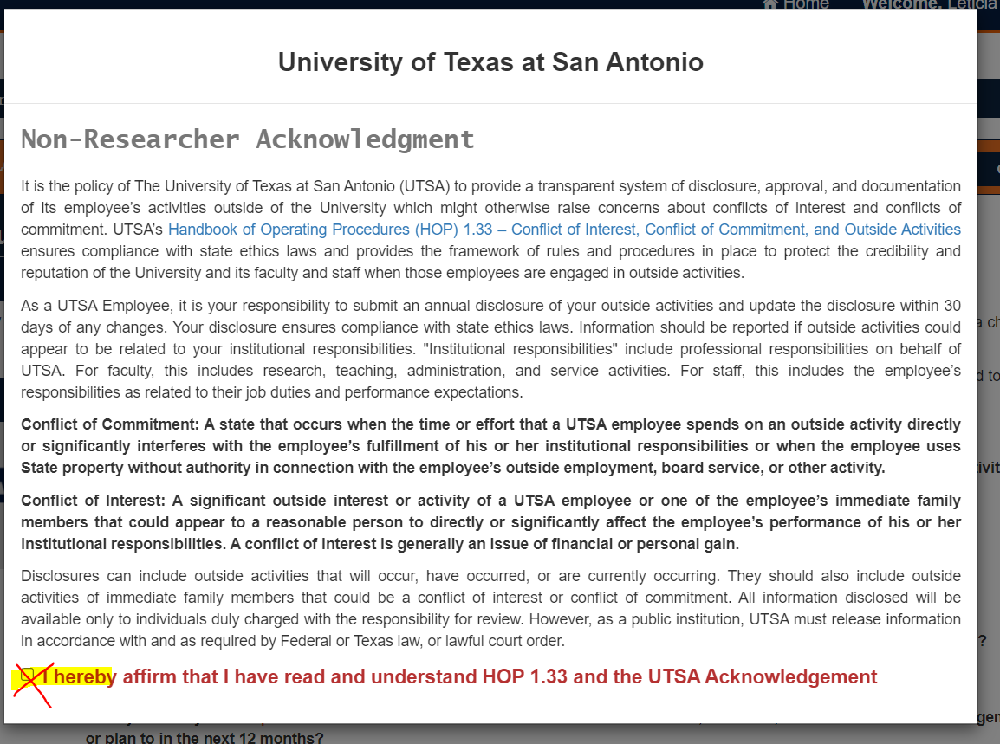 Home Welcome, Leticia
University of Texas at San Antonio
Non-Researcher Acknowledgment
It is the policy of The University of Texas at San Antonio (UTSA) to provide a transparent system of disclosure, approval, and documentation
of its employee’s activities outside of the University which might otherwise raise concerns about conflicts of interest and conflicts of
commitment. UTSA’s Handbook of Operating Procedures (HOP) 1.33 – Conflict of Interest, Conflict of Commitment, and Outside Activities
ensures compliance with state ethics laws and provides the framework of rules and procedures in place to protect the credibility and
reputation of the University and its faculty and staff when those employees are engaged in outside activities.
As a UTSA Employee, it is your responsibility to submit an annual disclosure of your outside activities and update the disclosure within 30
days of any changes. Your disclosure ensures compliance with state ethics laws. Information should be reported if outside activities could
appear to be related to your institutional responsibilities. "Institutional responsibilities" include professional responsibilities on behalf of
UTSA. For faculty, this includes research, teaching, administration, and service activities. For staff, this includes the employee’s
responsibilities as related to their job duties and performance expectations.
Conflict of Commitment: A state that occurs when the time or effort that a UTSA employee spends on an outside activity directly
or significantly interferes with the employee’s fulfillment of his or her institutional responsibilities or when the employee uses
State property without authority in connection with the employee’s outside employment, board service, or other activity.
Conflict of Interest: A significant outside interest or activity of a UTSA employee or one of the employee’s immediate family
members that could appear to a reasonable person to directly or significantly affect the employee’s performance of his or her
institutional responsibilities. A conflict of interest is generally an issue of financial or personal gain.
Disclosures can include outside activities that will occur, have occurred, or are currently occurring. They should also include outside
activities of immediate family members that could be a conflict of interest or conflict of commitment. All information disclosed will be
available only to individuals duly charged with the responsibility for review. However, as a public institution, UTSA must release information
in accordance with and as required by Federal or Texas law, or lawful court order.
I hereby affirm that I have read and understand HOP 1.33 and the UTSA Acknowledgement
or plan to in the next 12 months?